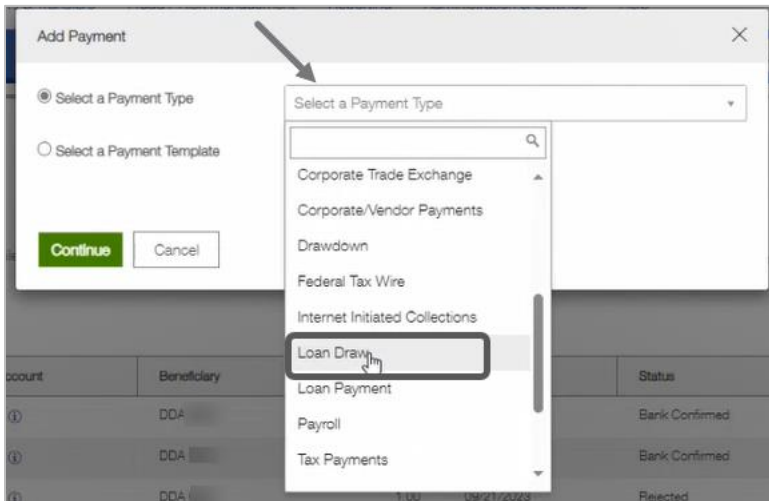 Add Payment
Select a Payment Type
Select a Payment Type
Select a Payment Template
Corporate Trade Exchange
Corporate/Vendor Payments
Drawdown
Continue
Cancel
Federal Tax Wire
Internet Initiated Collections
Loan Draw
Loan Payment
Payroll
Tax Payments
Beneficiary
Status
DDA
Bank Confirmed
DDA
Bank Confirmed
DDA
1.00
09/21/2023
Rejected